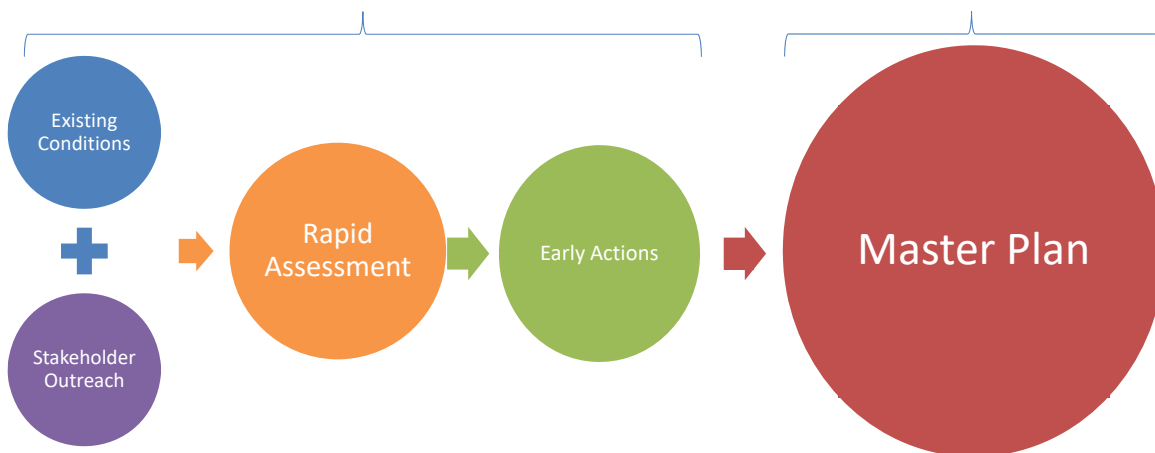 Existing
Conditions
Stakeholder
Outreach
Rapid
Assessment
Early Actions
Master Plan